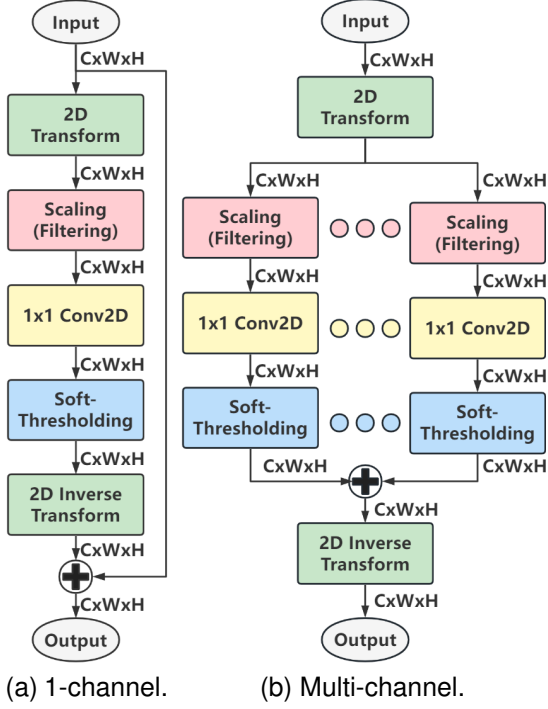 Input
CxWxH
2D
Transform
CxWxH
Scaling
(Filtering)
CxWxH
1x1 Conv2D
CxWxH
Soft-
Thresholding
CxWxH
2D Inverse
Transform
CxWxH
CxWxH
Output
(a) 1-channel.
Input
CxWxH
2D
Transform
CxWxH
Scaling
(Filtering)
CxWxH
1x1 Conv2D
CxWxH
Soft-
Thresholding
CxWxH
CxWxH
Scaling
(Filtering)
CxWxH
1x1 Conv2D
CxWxH
Soft-
Thresholding
CxWxH
CxWxH
2D Inverse
Transform
CxWxH
Output
(b) Multi-channel.